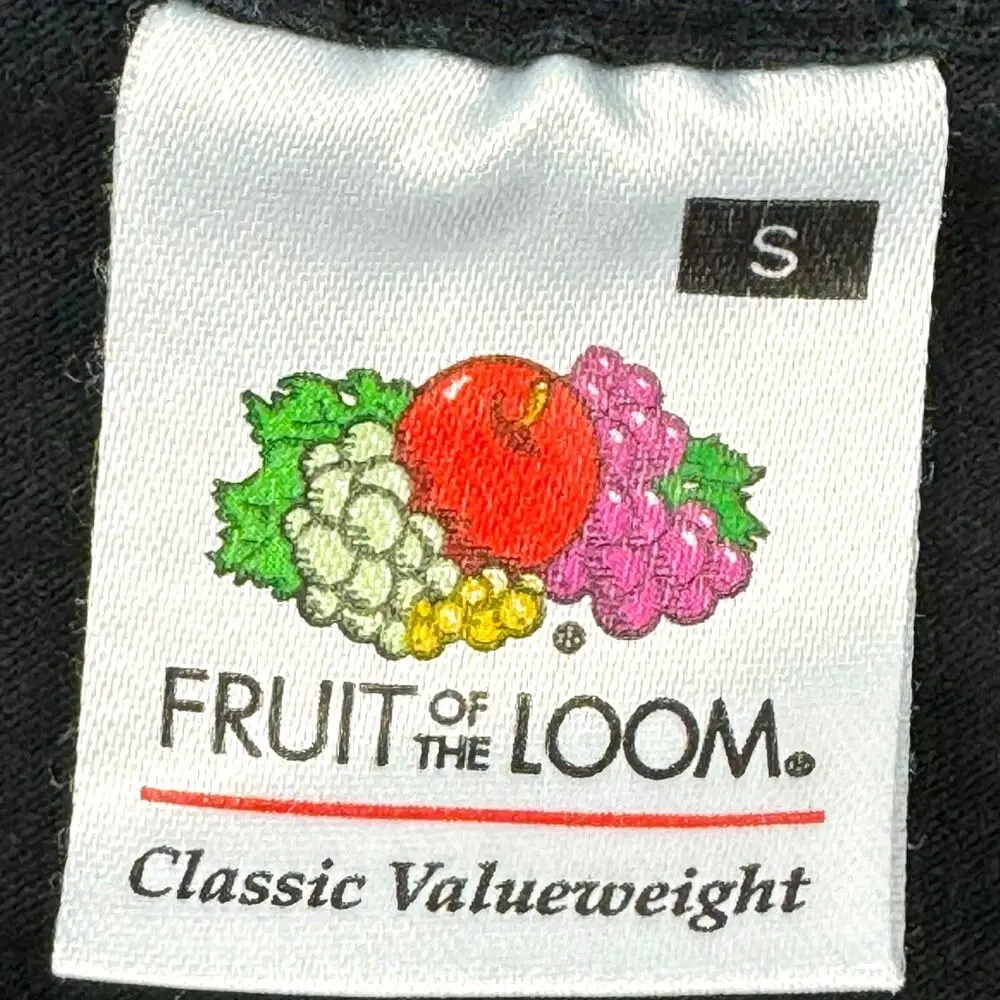 S
®
FRUIT OF THE LOOM®
Classic Valueweight